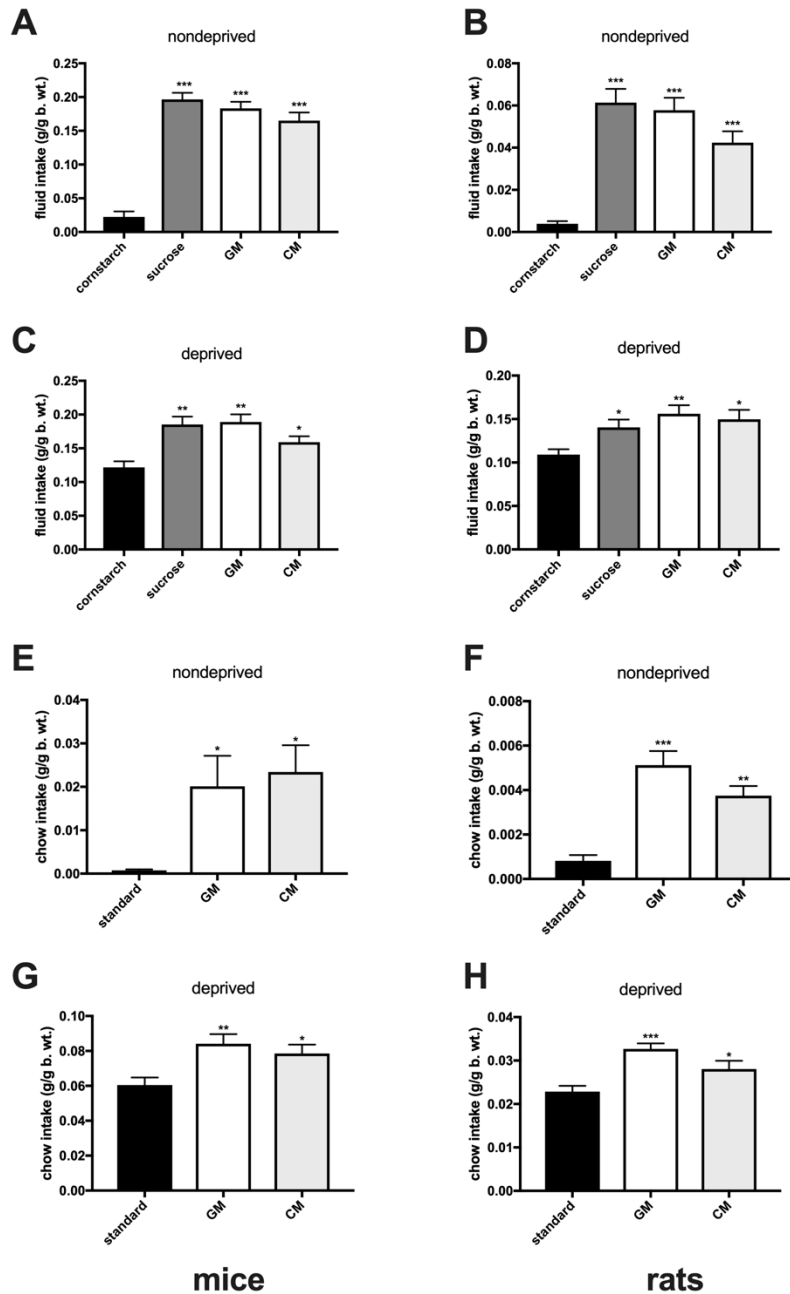 A
nondeprived
fluid intake (g/g b. wt.)
0.25
0.20
0.15
0.10
0.05
0.00
***
***
***
cornstarch
sucrose
GM
CM
B
nondeprived
fluid intake (g/g b. wt.)
0.08
0.06
0.04
0.02
0.00
***
***
***
cornstarch
sucrose
GM
CM
C
deprived
fluid intake (g/g b. wt.)
0.25
0.20
0.15
0.10
0.05
0.00
**
**
*
cornstarch
sucrose
GM
CM
D
deprived
fluid intake (g/g b. wt.)
0.20
0.15
0.10
0.05
0.00
*
**
*
cornstarch
sucrose
GM
CM
E
nondeprived
chow intake (g/g b. wt.)
0.04
0.03
0.02
0.01
0.00
*
*
standard
GM
CM
F
nondeprived
chow intake (g/g b. wt.)
0.008
0.006
0.004
0.002
0.000
***
**
standard
GM
CM
G
deprived
chow intake (g/g b. wt.)
0.10
0.08
0.06
0.04
0.02
0.00
**
*
standard
GM
CM
H
deprived
chow intake (g/g b. wt.)
0.04
0.03
0.02
0.01
0.00
***
*
standard
GM
CM
mice
rats